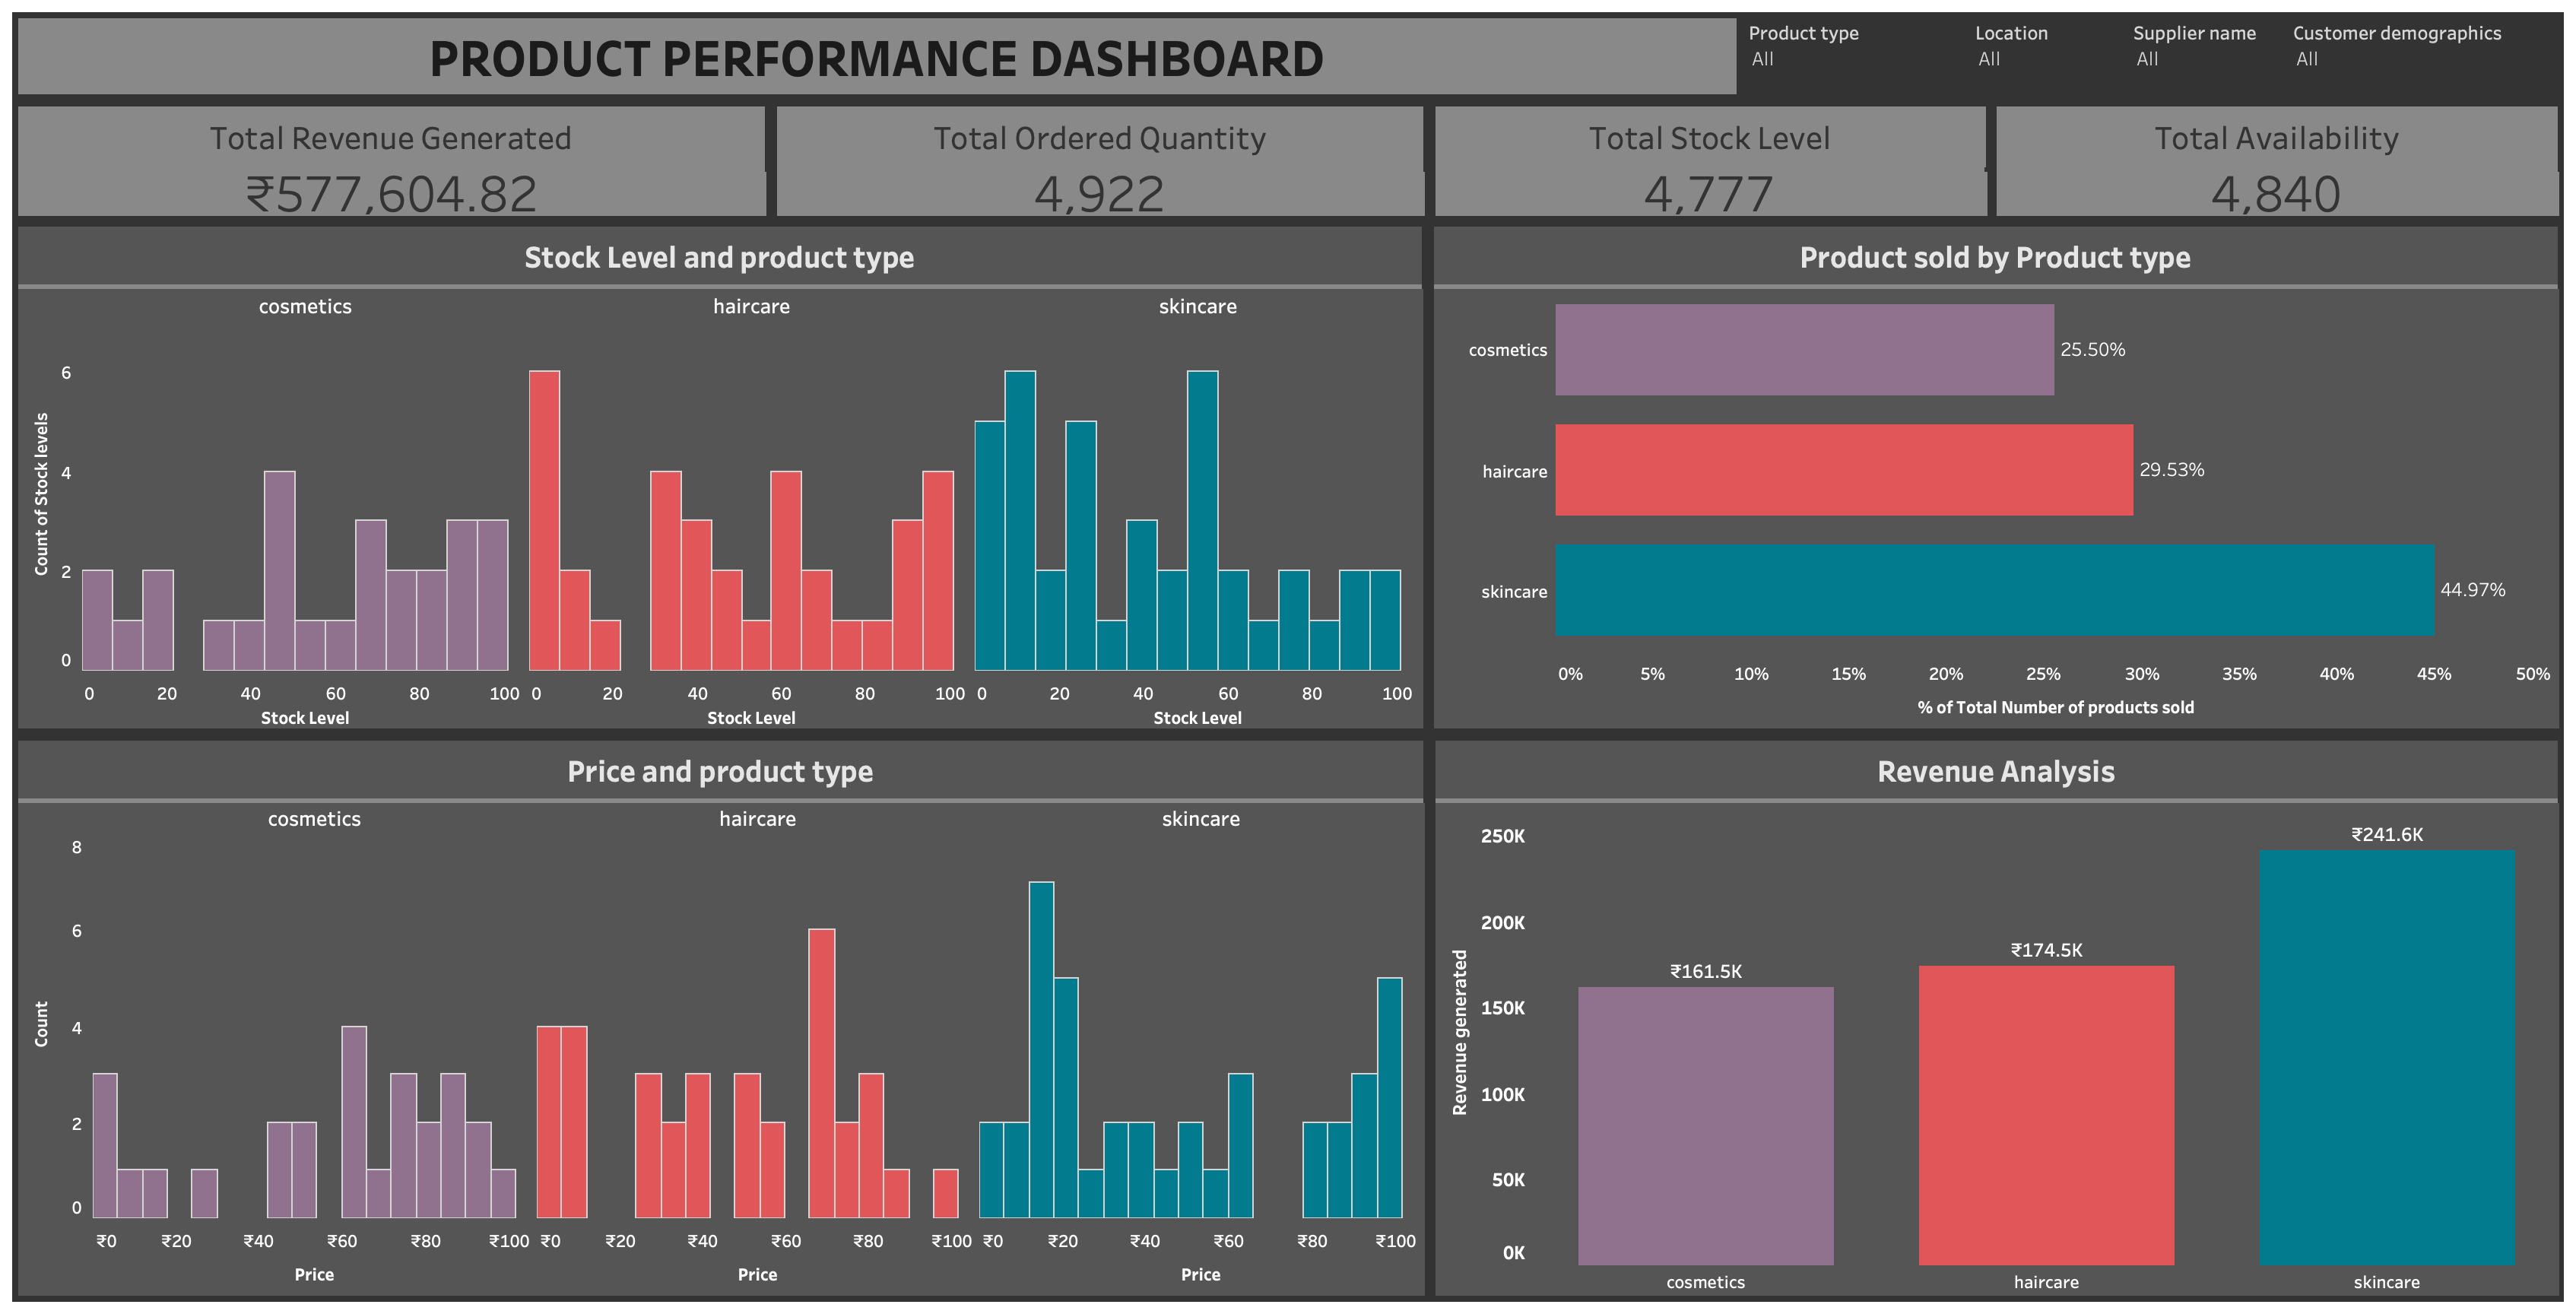 PRODUCT PERFORMANCE DASHBOARD
Product type Location Supplier name Customer demographics
All All All All
Total Revenue Generated
₹577,604.82
Total Ordered Quantity
4,922
Total Stock Level
4,777
Total Availability
4,840
Stock Level and product type
cosmetics haircare skincare
Count of Stock levels
6
4
2
0
0 20 40 60 80 100 0 20 40 60 80 100 0 20 40 60 80 100
Stock Level Stock Level Stock Level
Product sold by Product type
cosmetics 25.50%
haircare 29.53%
skincare 44.97%
0% 5% 10% 15% 20% 25% 30% 35% 40% 45% 50%
% of Total Number of products sold
Price and product type
cosmetics haircare skincare
Count
8
6
4
2
0
₹0 ₹20 ₹40 ₹60 ₹80 ₹100 ₹0 ₹20 ₹40 ₹60 ₹80 ₹100 ₹0 ₹20 ₹40 ₹60 ₹80 ₹100
Price Price Price
Revenue Analysis
Revenue generated
250K
200K
150K
100K
50K
0K
₹161.5K ₹174.5K ₹241.6K
cosmetics haircare skincare